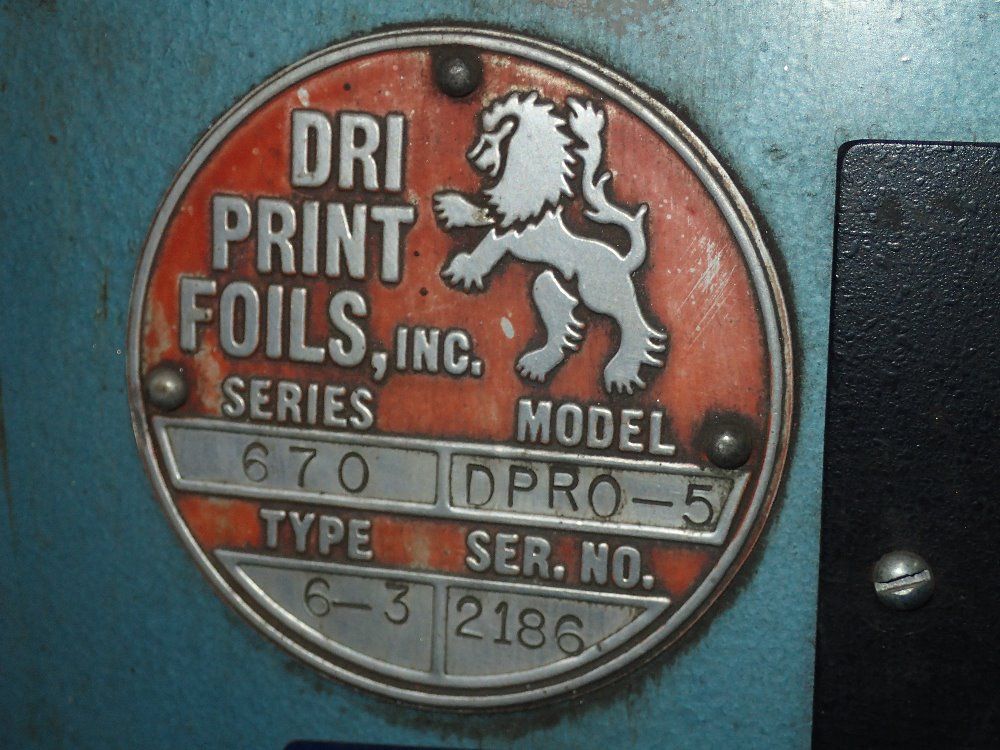 DRI
PRINT
FOILS, INC.
SERIES MODEL
670 DPRO-5
TYPE SER. NO.
6-3 2186